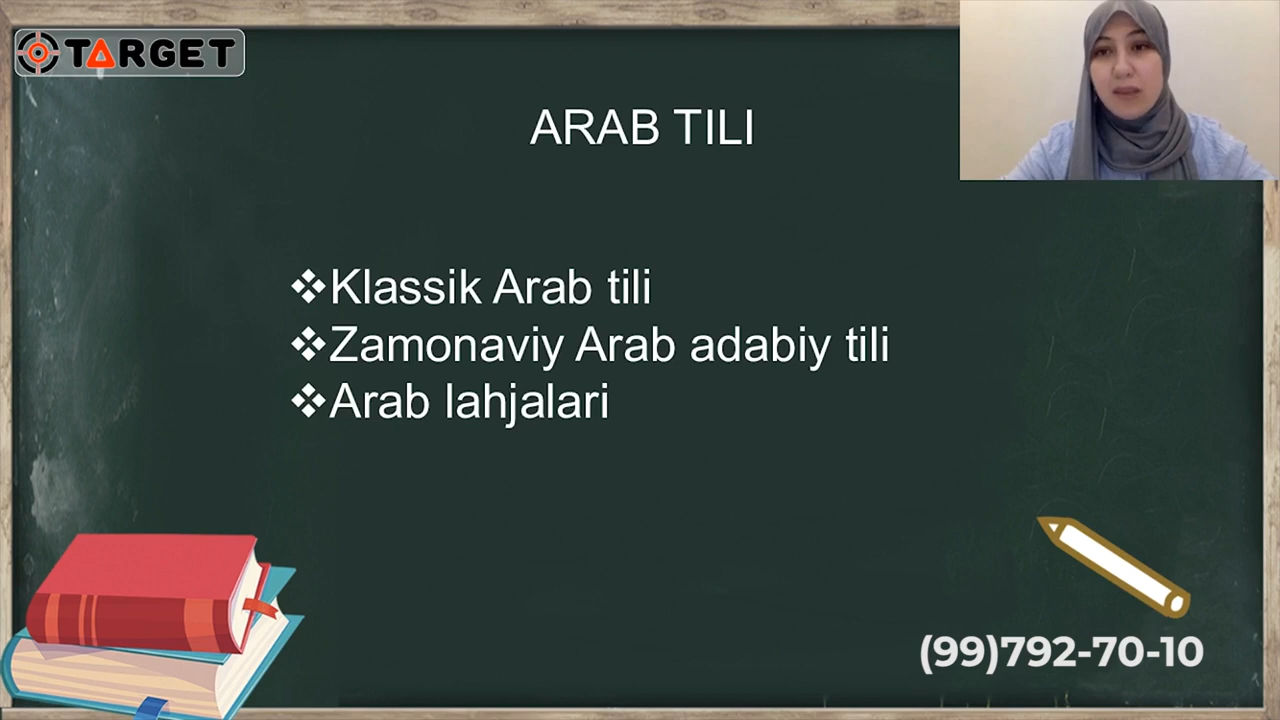 TARGET
ARAB TILI
❖Klassik Arab tili
❖Zamonaviy Arab adabiy tili
❖Arab lahjalari
(99)792-70-10